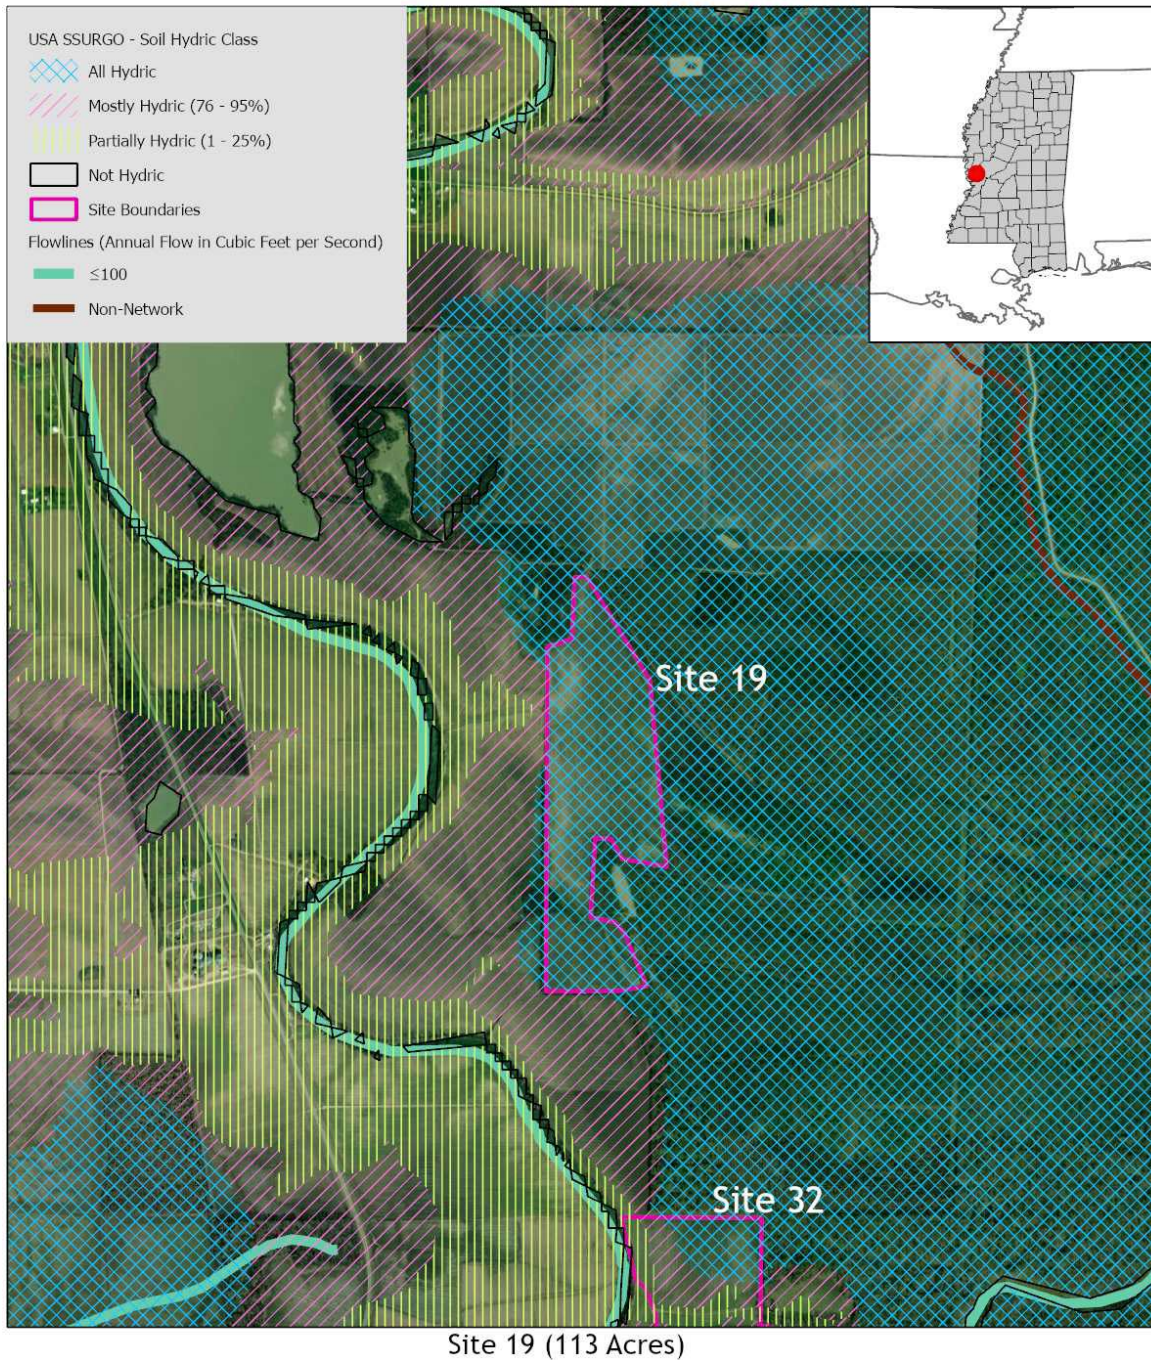 USA SSURGO - Soil Hydric Class
All Hydric
Mostly Hydric (76 - 95%)
Partially Hydric (1 - 25%)
Not Hydric
Site Boundaries
Flowlines (Annual Flow in Cubic Feet per Second)
≤100
Non-Network
Site 19
Site 32
Site 19 (113 Acres)